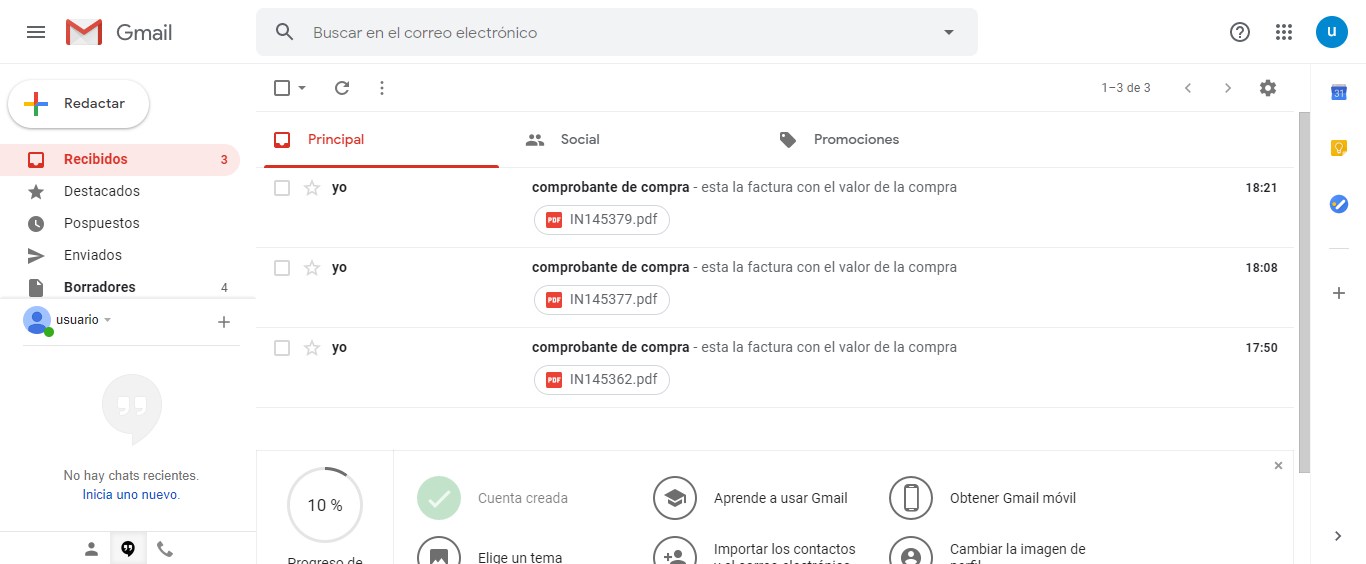 Gmail
Buscar en el correo electrónico
u
Redactar
1–3 de 3
31
Principal
Social
Promociones
Recibidos 3
Destacados
Pospuestos
Enviados
Borradores 4
usuario
No hay chats recientes.
Inicia uno nuevo.
yo comprobante de compra - esta la factura con el valor de la compra 18:21
PDF IN145379.pdf
yo comprobante de compra - esta la factura con el valor de la compra 18:08
PDF IN145377.pdf
yo comprobante de compra - esta la factura con el valor de la compra 17:50
PDF IN145362.pdf
10 %
Progreso de
Cuenta creada
Aprende a usar Gmail
Obtener Gmail móvil
Elige un tema
Importar los contactos
y el correo electrónico
Cambiar la imagen de
perfil